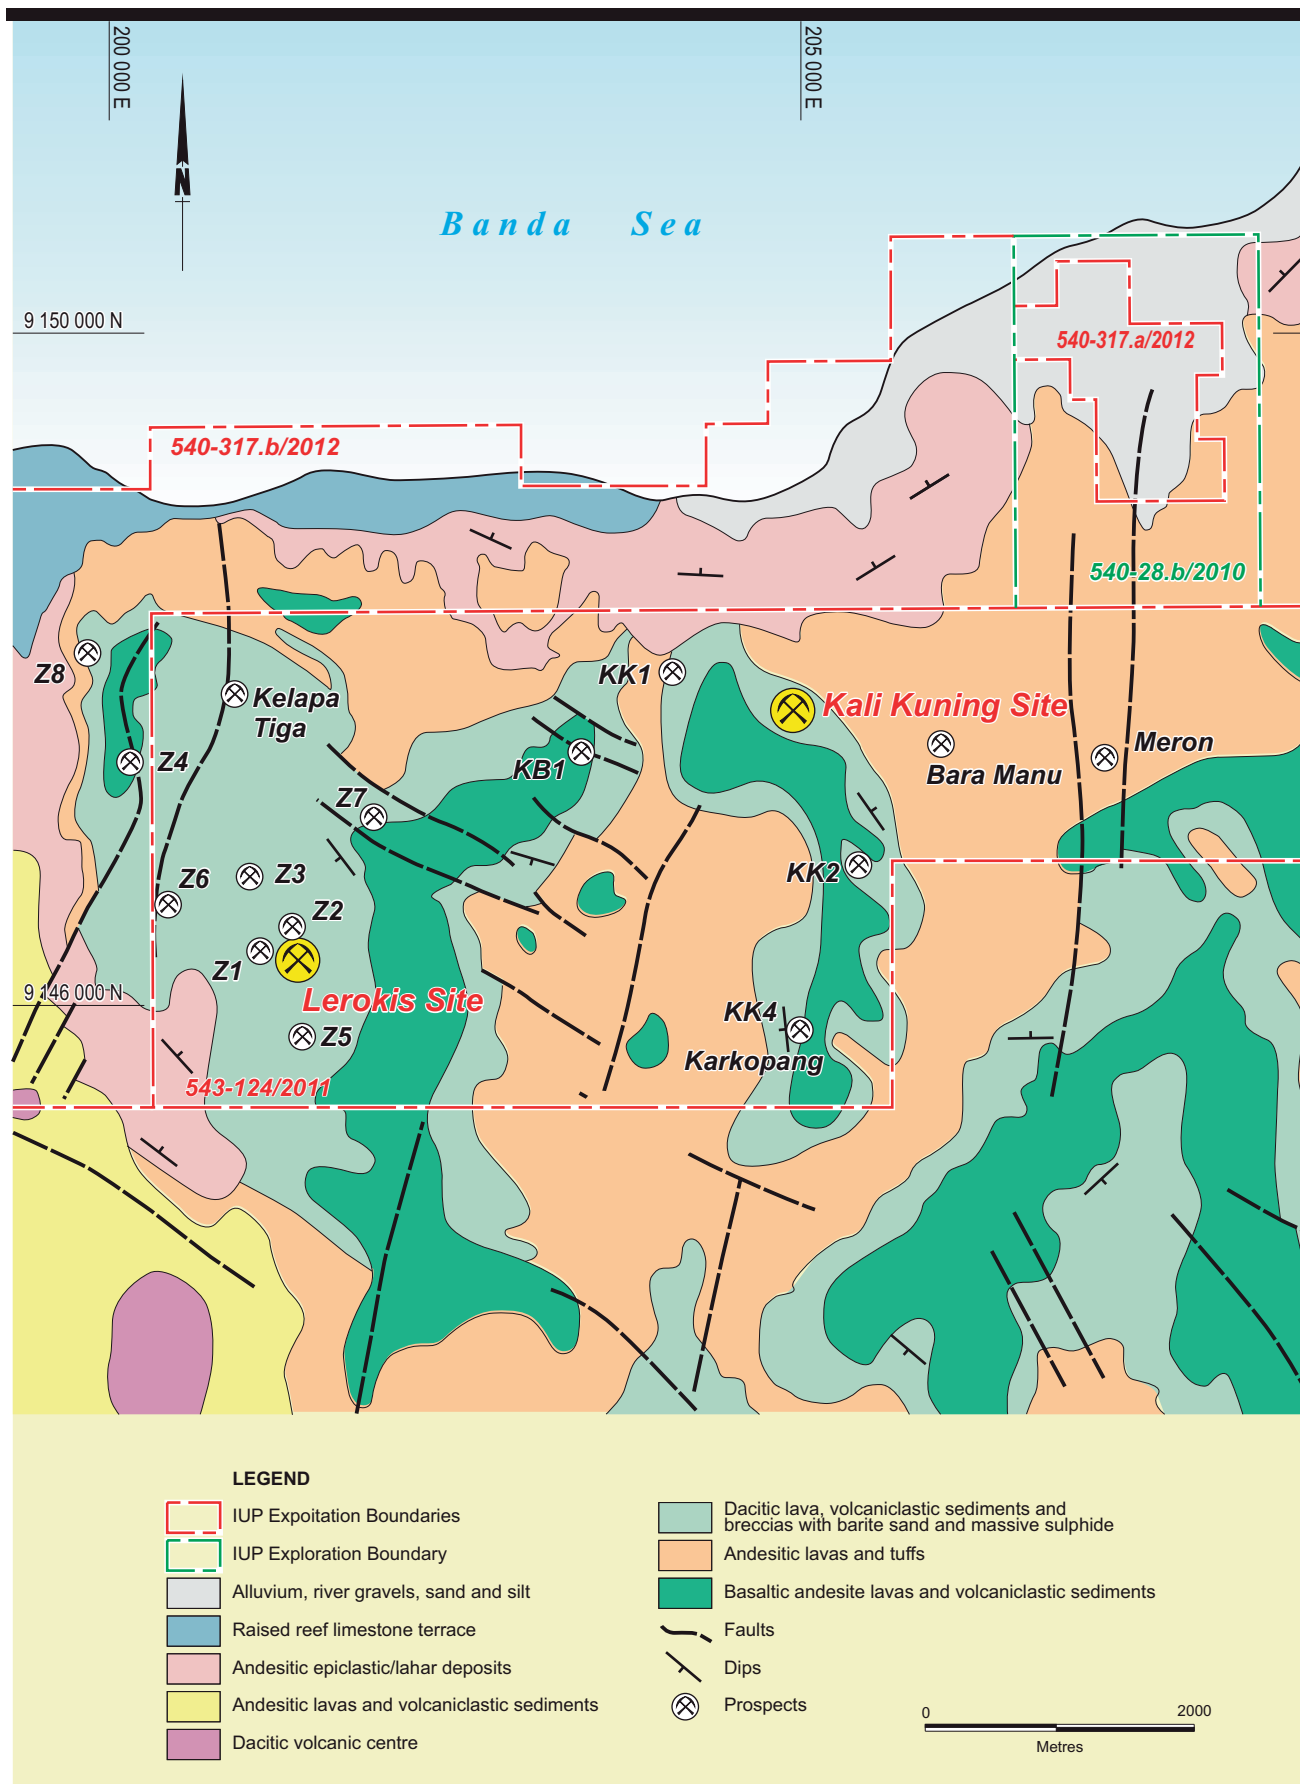 200 000 E
205 000 E
N
Banda Sea
9 150 000 N
540-317.a/2012
540-317.b/2012
540-28.b/2010
Z8
KK1
Kelapa
Tiga
Kali Kuning Site
Z4
KB1
Bara Manu
Meron
Z7
Z6
Z3
KK2
Z2
Z1
9 146 000 N
Lerokis Site
KK4
Z5
Karkopang
543-124/2011
LEGEND
IUP Expoitation Boundaries
IUP Exploration Boundary
Alluvium, river gravels, sand and silt
Raised reef limestone terrace
Andesitic epiclastic/lahar deposits
Andesitic lavas and volcaniclastic sediments
Dacitic volcanic centre
Dacitic lava, volcaniclastic sediments and
breccias with barite sand and massive sulphide
Andesitic lavas and tuffs
Basaltic andesite lavas and volcaniclastic sediments
Faults
Dips
Prospects
0 2000
Metres